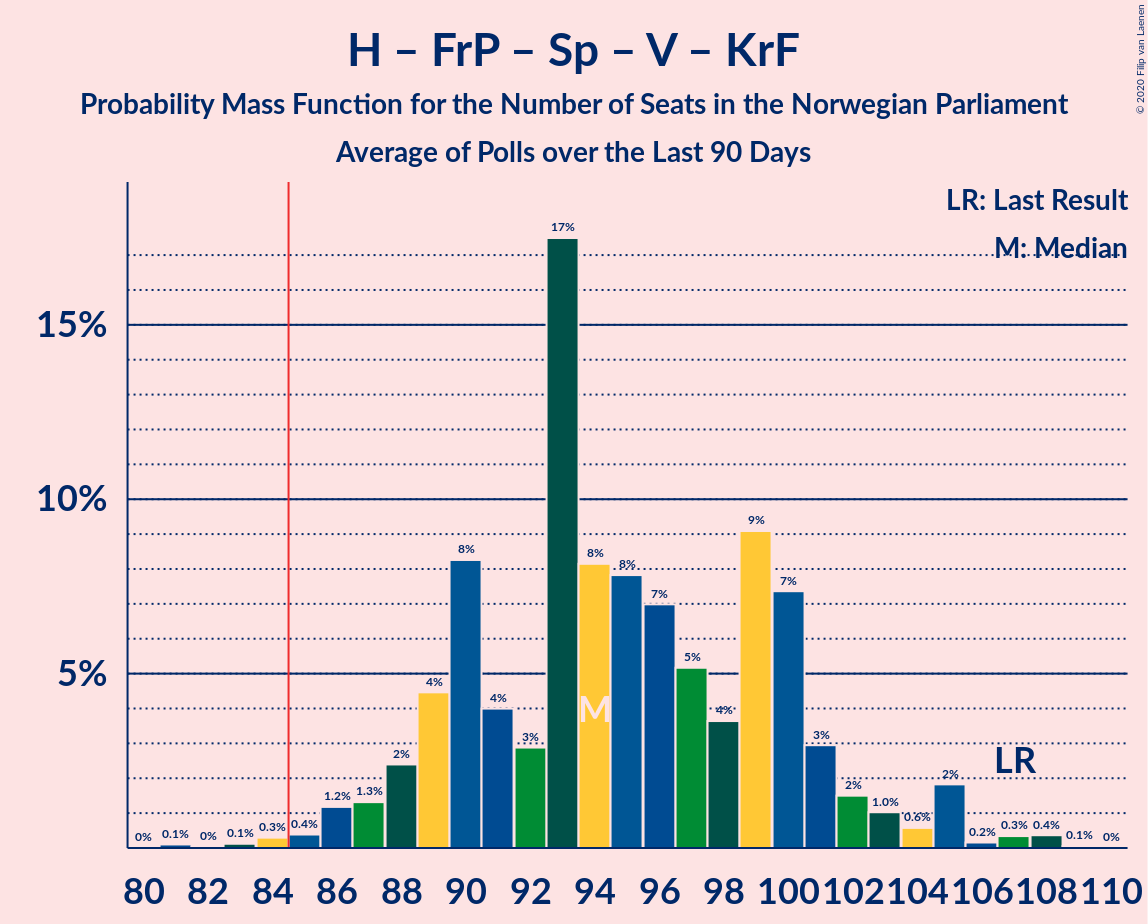 H – FrP – Sp – V – KrF
Probability Mass Function for the Number of Seats in the Norwegian Parliament
Average of Polls over the Last 90 Days
© 2020 Filip van Laenen
LR: Last Result
M: Median
15%
10%
5%
0% 0.1% 0% 0.1% 0.3% 0.4% 1.2% 1.3% 2% 4% 8% 4% 3% 17% 8% 8% 7% 5% 4% 9% 7% 3% 2% 1.0% 0.6% 2% 0.2% 0.3% 0.4% 0.1% 0%
M
LR
80 82 84 86 88 90 92 94 96 98 100 102 104 106 108 110